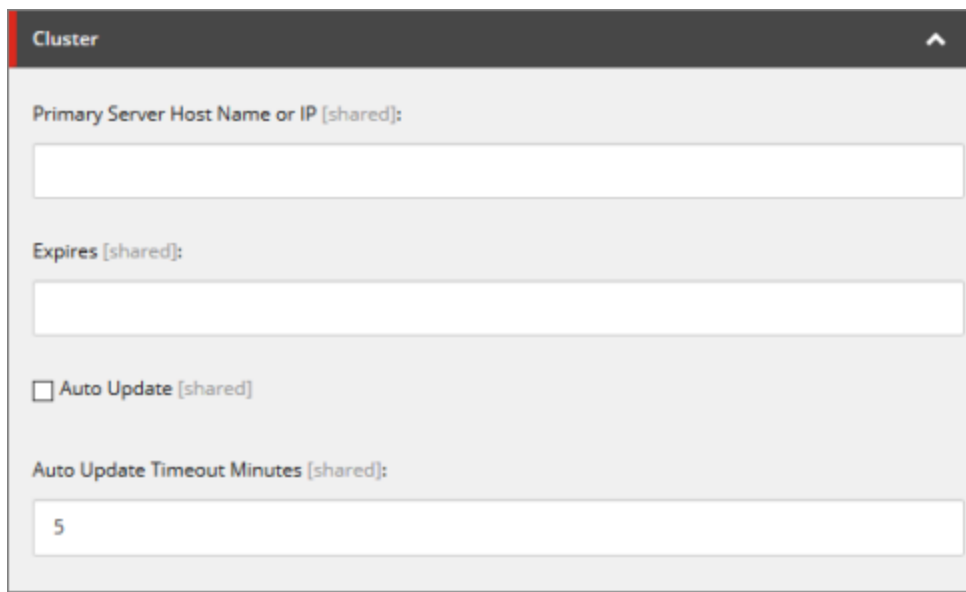 Cluster
Primary Server Host Name or IP [shared]:
Expires [shared]:
Auto Update [shared]
Auto Update Timeout Minutes [shared]:
5